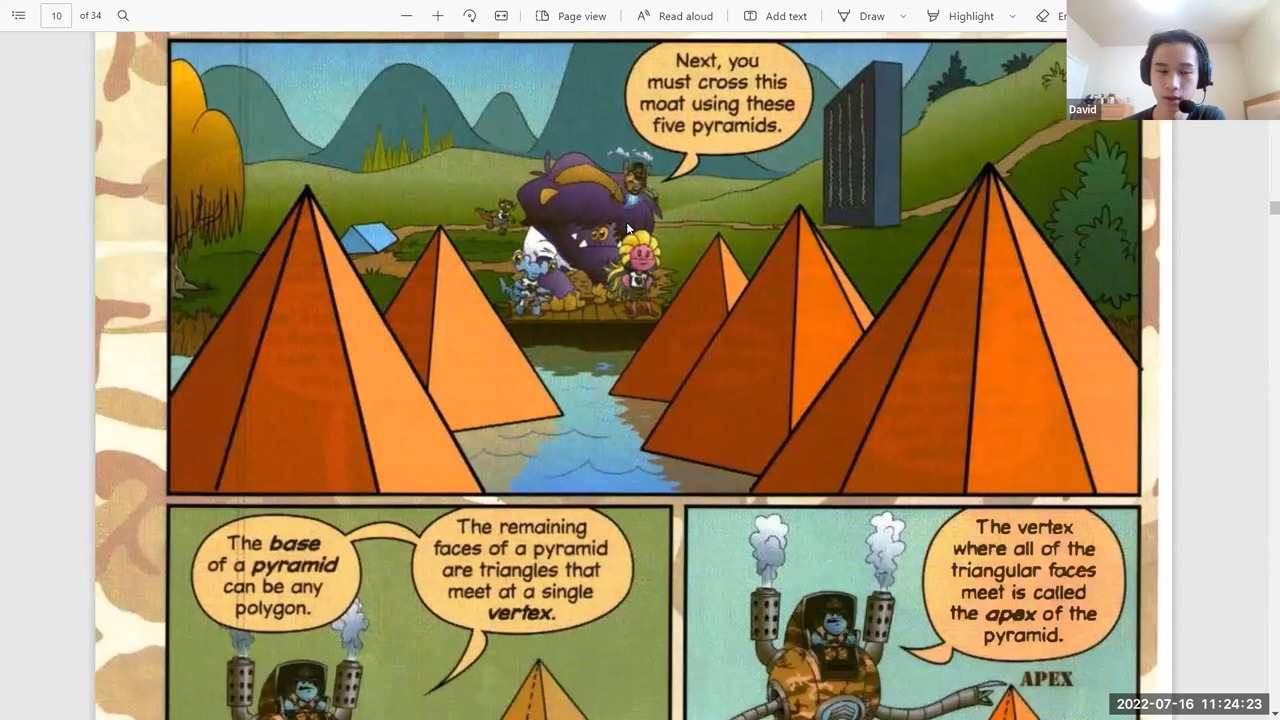 10 of 34
Page view
Read aloud
Add text
Draw
Highlight
David
Next, you
must cross this
moat using these
five pyramids.
The base
of a pyramid
can be any
polygon.
The remaining
faces of a pyramid
are triangles that
meet at a single
vertex.
The vertex
where all of the
triangular faces
meet is called
the apex of the
pyramid.
APEX
2022-07-16 11:24:23